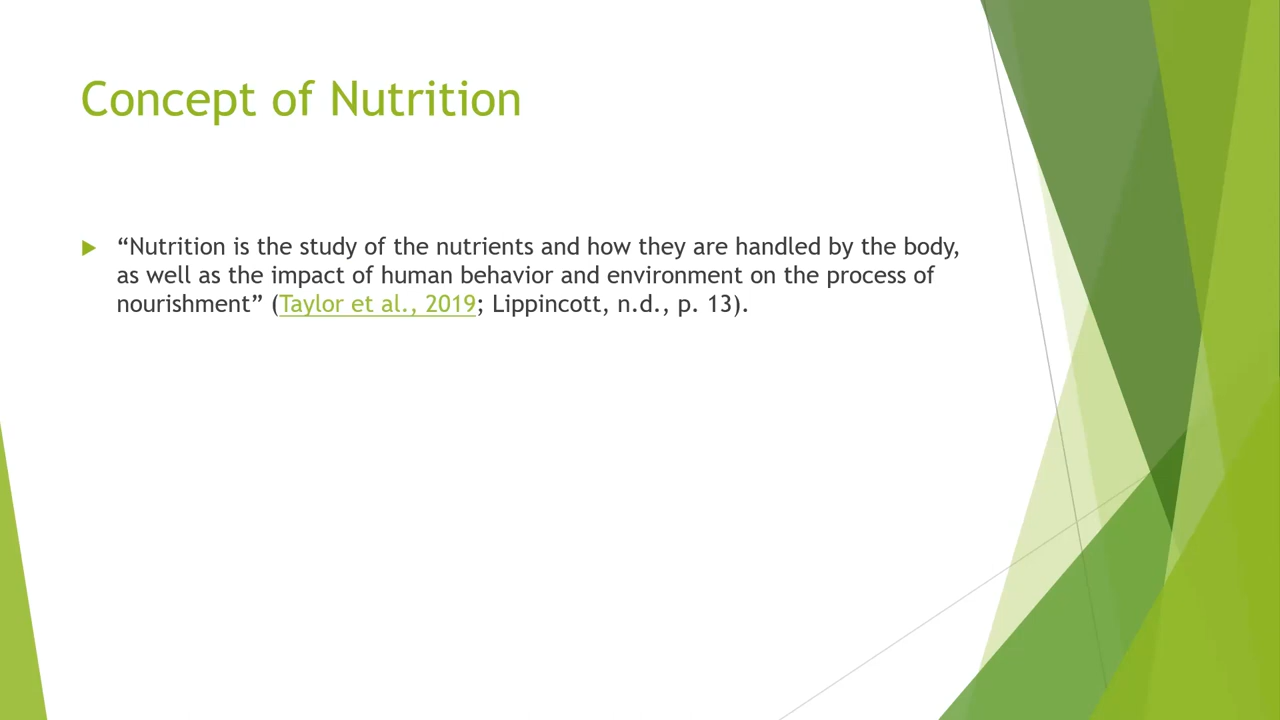 Concept of Nutrition
“Nutrition is the study of the nutrients and how they are handled by the body,
as well as the impact of human behavior and environment on the process of
nourishment” (Taylor et al., 2019; Lippincott, n.d., p. 13).